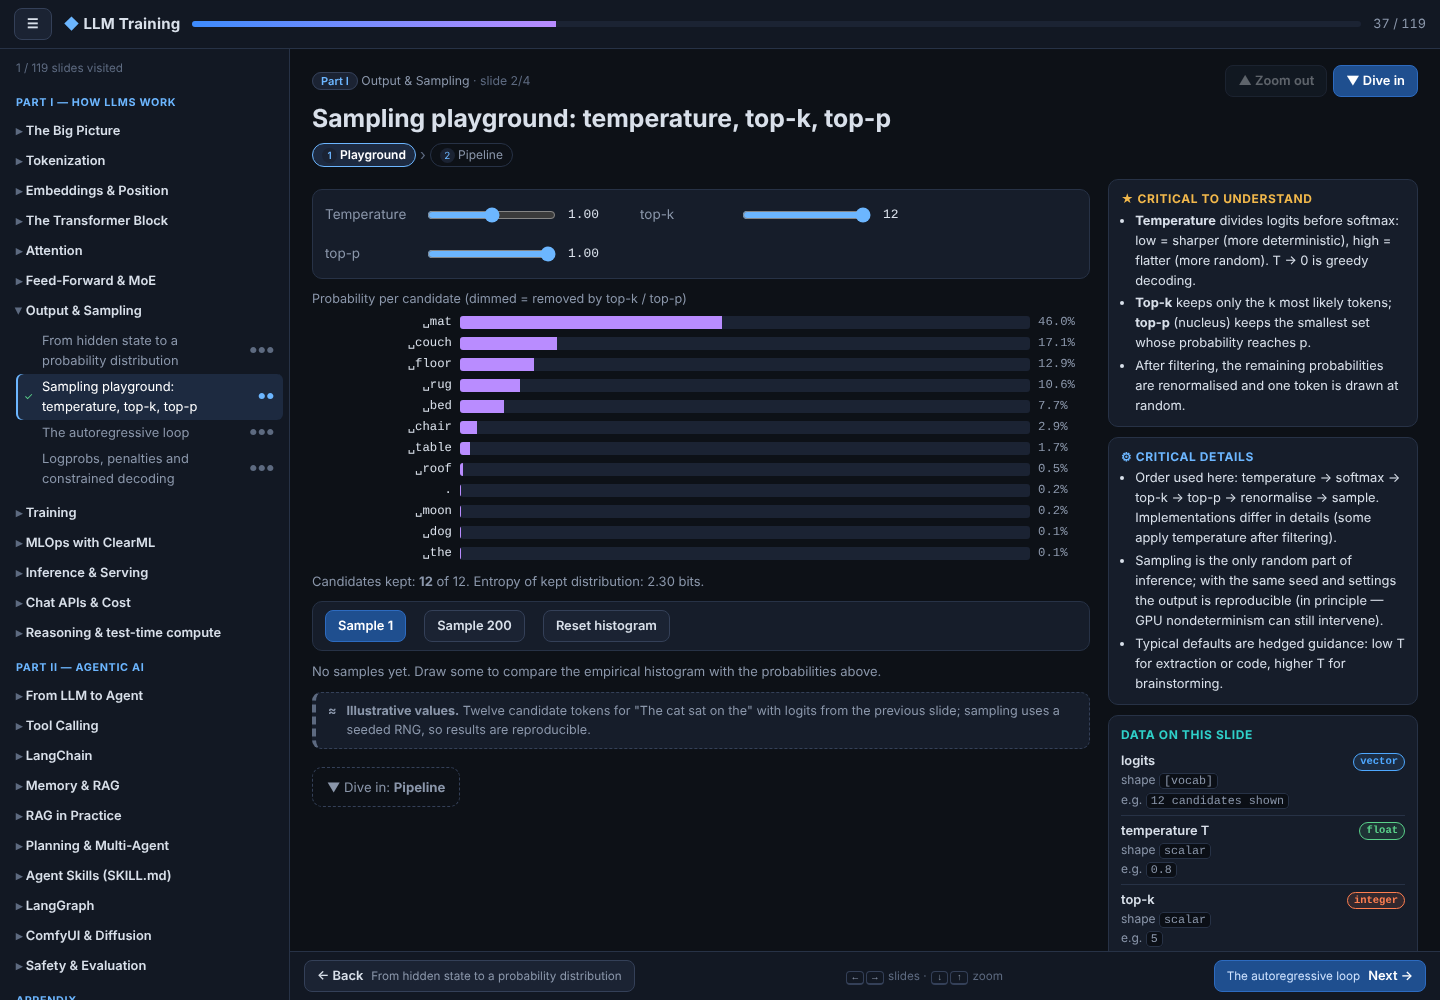 ☰
◆ LLM Training
37 / 119
1 / 119 slides visited
PART I — HOW LLMS WORK
▸ The Big Picture
▸ Tokenization
▸ Embeddings & Position
▸ The Transformer Block
▸ Attention
▸ Feed-Forward & MoE
▾ Output & Sampling
From hidden state to a
probability distribution
✓ Sampling playground:
temperature, top-k, top-p
The autoregressive loop
Logprobs, penalties and
constrained decoding
▸ Training
▸ MLOps with ClearML
▸ Inference & Serving
▸ Chat APIs & Cost
▸ Reasoning & test-time compute
PART II — AGENTIC AI
▸ From LLM to Agent
▸ Tool Calling
▸ LangChain
▸ Memory & RAG
▸ RAG in Practice
▸ Planning & Multi-Agent
▸ Agent Skills (SKILL.md)
▸ LangGraph
▸ ComfyUI & Diffusion
▸ Safety & Evaluation
APPENDIX
Part I Output & Sampling · slide 2/4
▲ Zoom out
▼ Dive in
Sampling playground: temperature, top-k, top-p
1 Playground › 2 Pipeline
Temperature 1.00 top-k 12
top-p 1.00
Probability per candidate (dimmed = removed by top-k / top-p)
␣mat 46.0%
␣couch 17.1%
␣floor 12.9%
␣rug 10.6%
␣bed 7.7%
␣chair 2.9%
␣table 1.7%
␣roof 0.5%
. 0.2%
␣moon 0.2%
␣dog 0.1%
␣the 0.1%
Candidates kept: 12 of 12. Entropy of kept distribution: 2.30 bits.
Sample 1 Sample 200 Reset histogram
No samples yet. Draw some to compare the empirical histogram with the probabilities above.
≈ Illustrative values. Twelve candidate tokens for "The cat sat on the" with logits from the previous slide; sampling uses a
seeded RNG, so results are reproducible.
▼ Dive in: Pipeline
★ CRITICAL TO UNDERSTAND
• Temperature divides logits before softmax:
low = sharper (more deterministic), high =
flatter (more random). T → 0 is greedy
decoding.
• Top-k keeps only the k most likely tokens;
top-p (nucleus) keeps the smallest set
whose probability reaches p.
• After filtering, the remaining probabilities
are renormalised and one token is drawn at
random.
⚙ CRITICAL DETAILS
• Order used here: temperature → softmax →
top-k → top-p → renormalise → sample.
Implementations differ in details (some
apply temperature after filtering).
• Sampling is the only random part of
inference; with the same seed and settings
the output is reproducible (in principle —
GPU nondeterminism can still intervene).
• Typical defaults are hedged guidance: low T
for extraction or code, higher T for
brainstorming.
DATA ON THIS SLIDE
logits vector
shape [vocab]
e.g. 12 candidates shown
temperature T float
shape scalar
e.g. 0.8
top-k integer
shape scalar
e.g. 5
← Back From hidden state to a probability distribution
← → slides · ↓ ↑ zoom
The autoregressive loop Next →